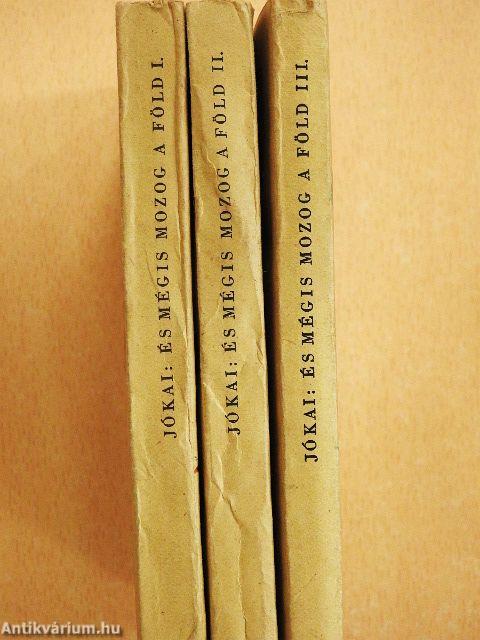 JÓKAI: ÉS MÉGIS MOZOG A FÖLD I.
JÓKAI: ÉS MÉGIS MOZOG A FÖLD II.
JÓKAI: ÉS MÉGIS MOZOG A FÖLD III.
Antikvárium.hu